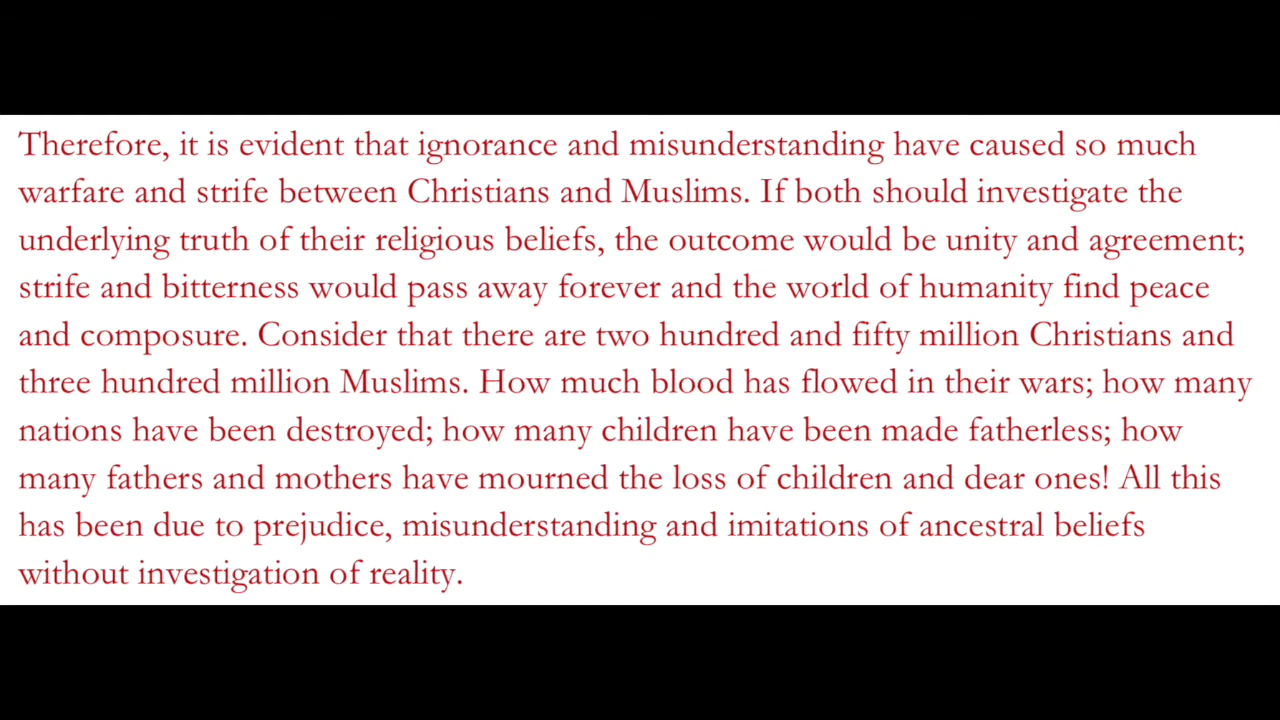 Therefore, it is evident that ignorance and misunderstanding have caused so much
warfare and strife between Christians and Muslims. If both should investigate the
underlying truth of their religious beliefs, the outcome would be unity and agreement;
strife and bitterness would pass away forever and the world of humanity find peace
and composure. Consider that there are two hundred and fifty million Christians and
three hundred million Muslims. How much blood has flowed in their wars; how many
nations have been destroyed; how many children have been made fatherless; how
many fathers and mothers have mourned the loss of children and dear ones! All this
has been due to prejudice, misunderstanding and imitations of ancestral beliefs
without investigation of reality.